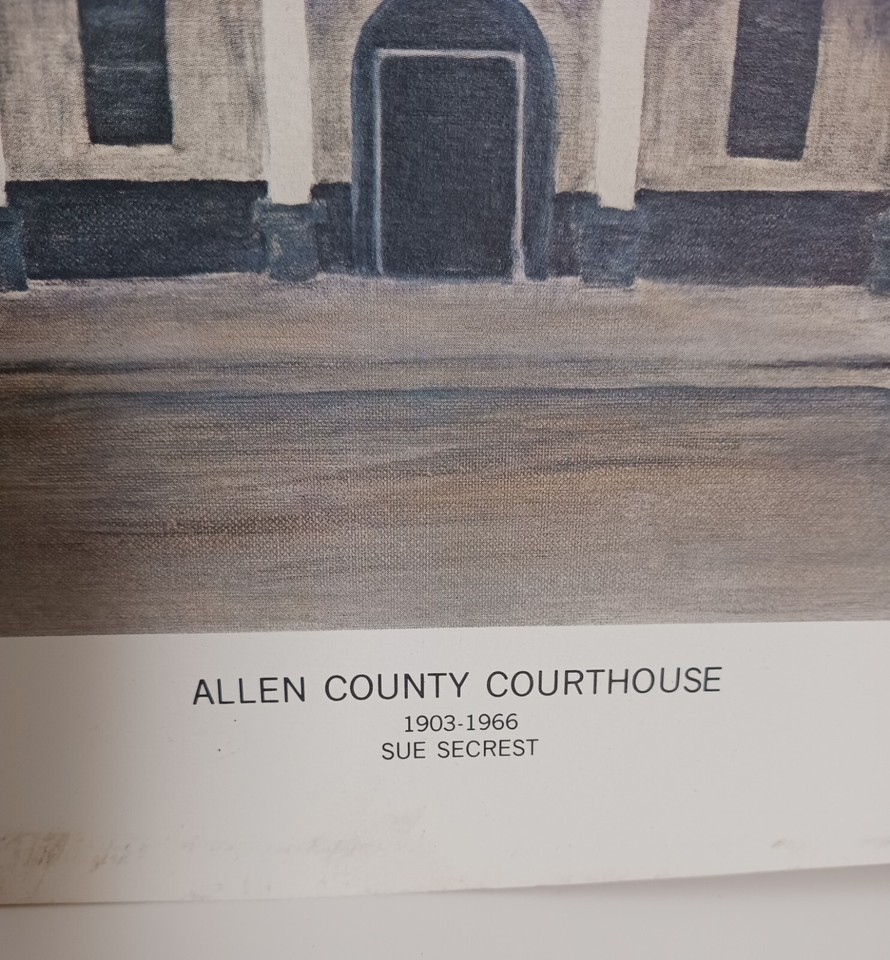 ALLEN COUNTY COURTHOUSE
1903-1966
SUE SECREST